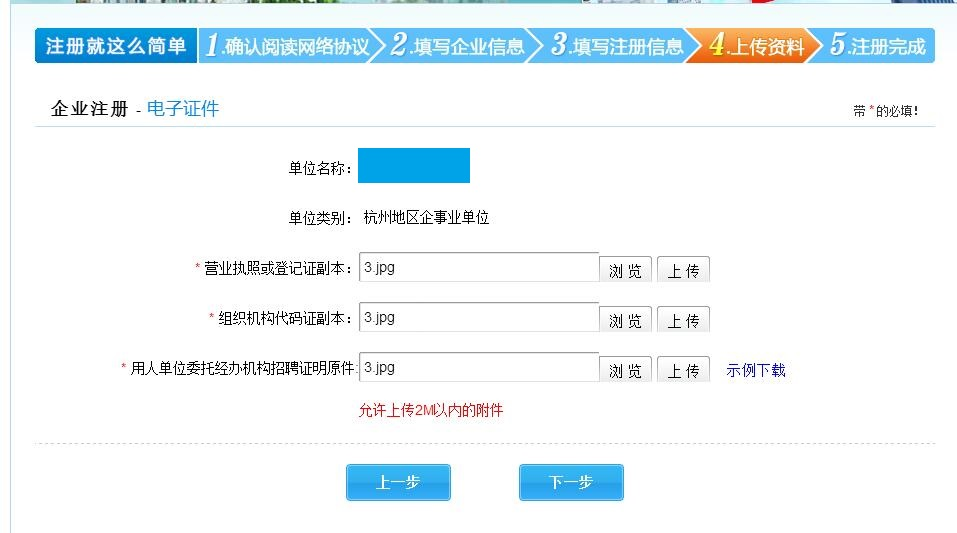 注册就这么简单 1.确认阅读网络协议 2.填写企业信息 3.填写注册信息 4.上传资料 5.注册完成
企业注册 - 电子证件 带*的必填!
单位名称:
单位类别: 杭州地区企事业单位
* 营业执照或登记证副本: 3.jpg 浏览 上传
* 组织机构代码证副本: 3.jpg 浏览 上传
* 用人单位委托经办机构招聘证明原件: 3.jpg 浏览 上传 示例下载
允许上传2M以内的附件
上一步 下一步